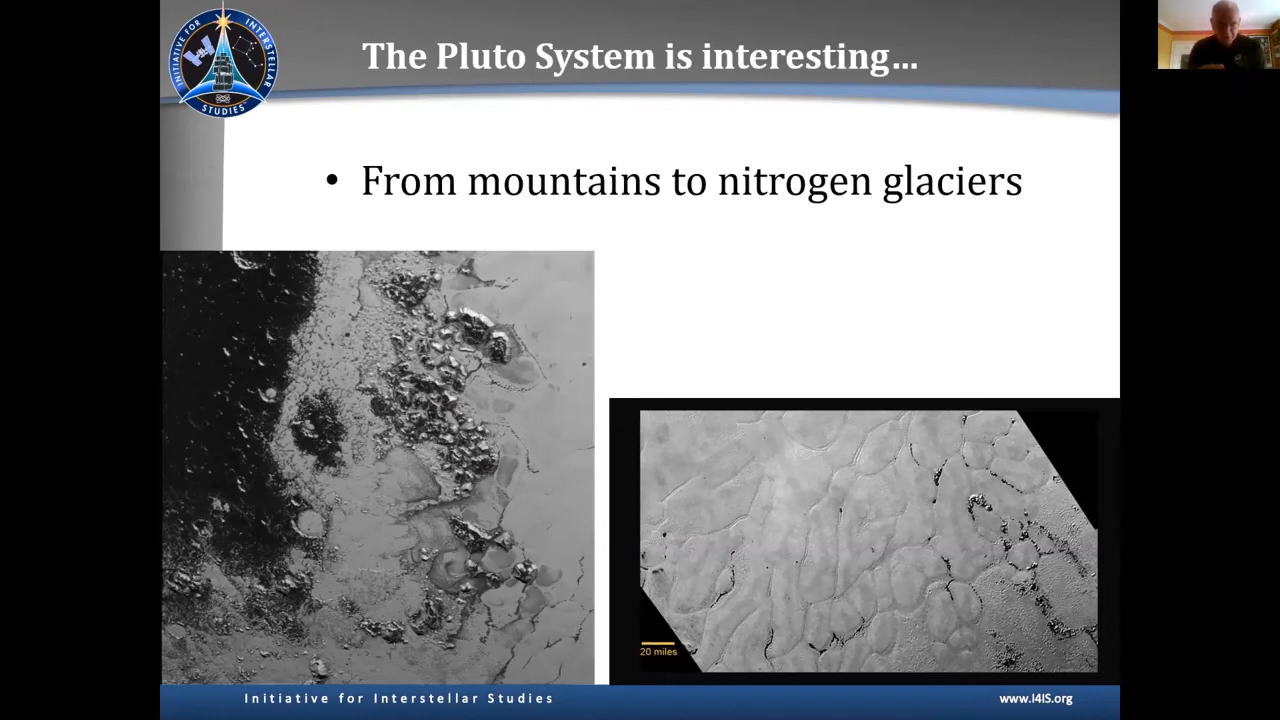 INITIATIVE FOR INTERSTELLAR
STUDIES
The Pluto System is interesting…
• From mountains to nitrogen glaciers
20 miles
Initiative for Interstellar Studies
www.I4IS.org